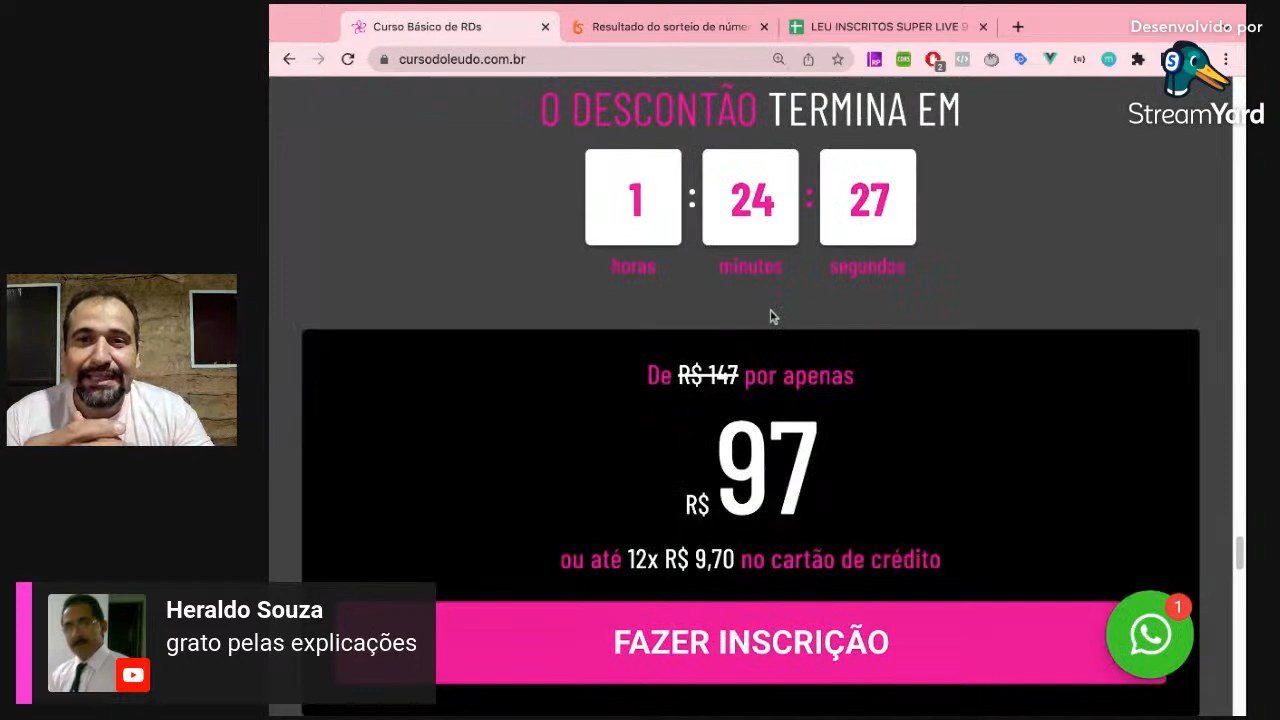 Curso Básico de RDs
Resultado do sorteio de núme
LEU INSCRITOS SUPER LIVE 9
Desenvolvido por
cursodoleudo.com.br
StreamYard
O DESCONTÃO TERMINA EM
1 : 24 : 27
horas minutos segundos
De R$ 147 por apenas
R$ 97
ou até 12x R$ 9,70 no cartão de crédito
FAZER INSCRIÇÃO
1
Heraldo Souza
grato pelas explicações